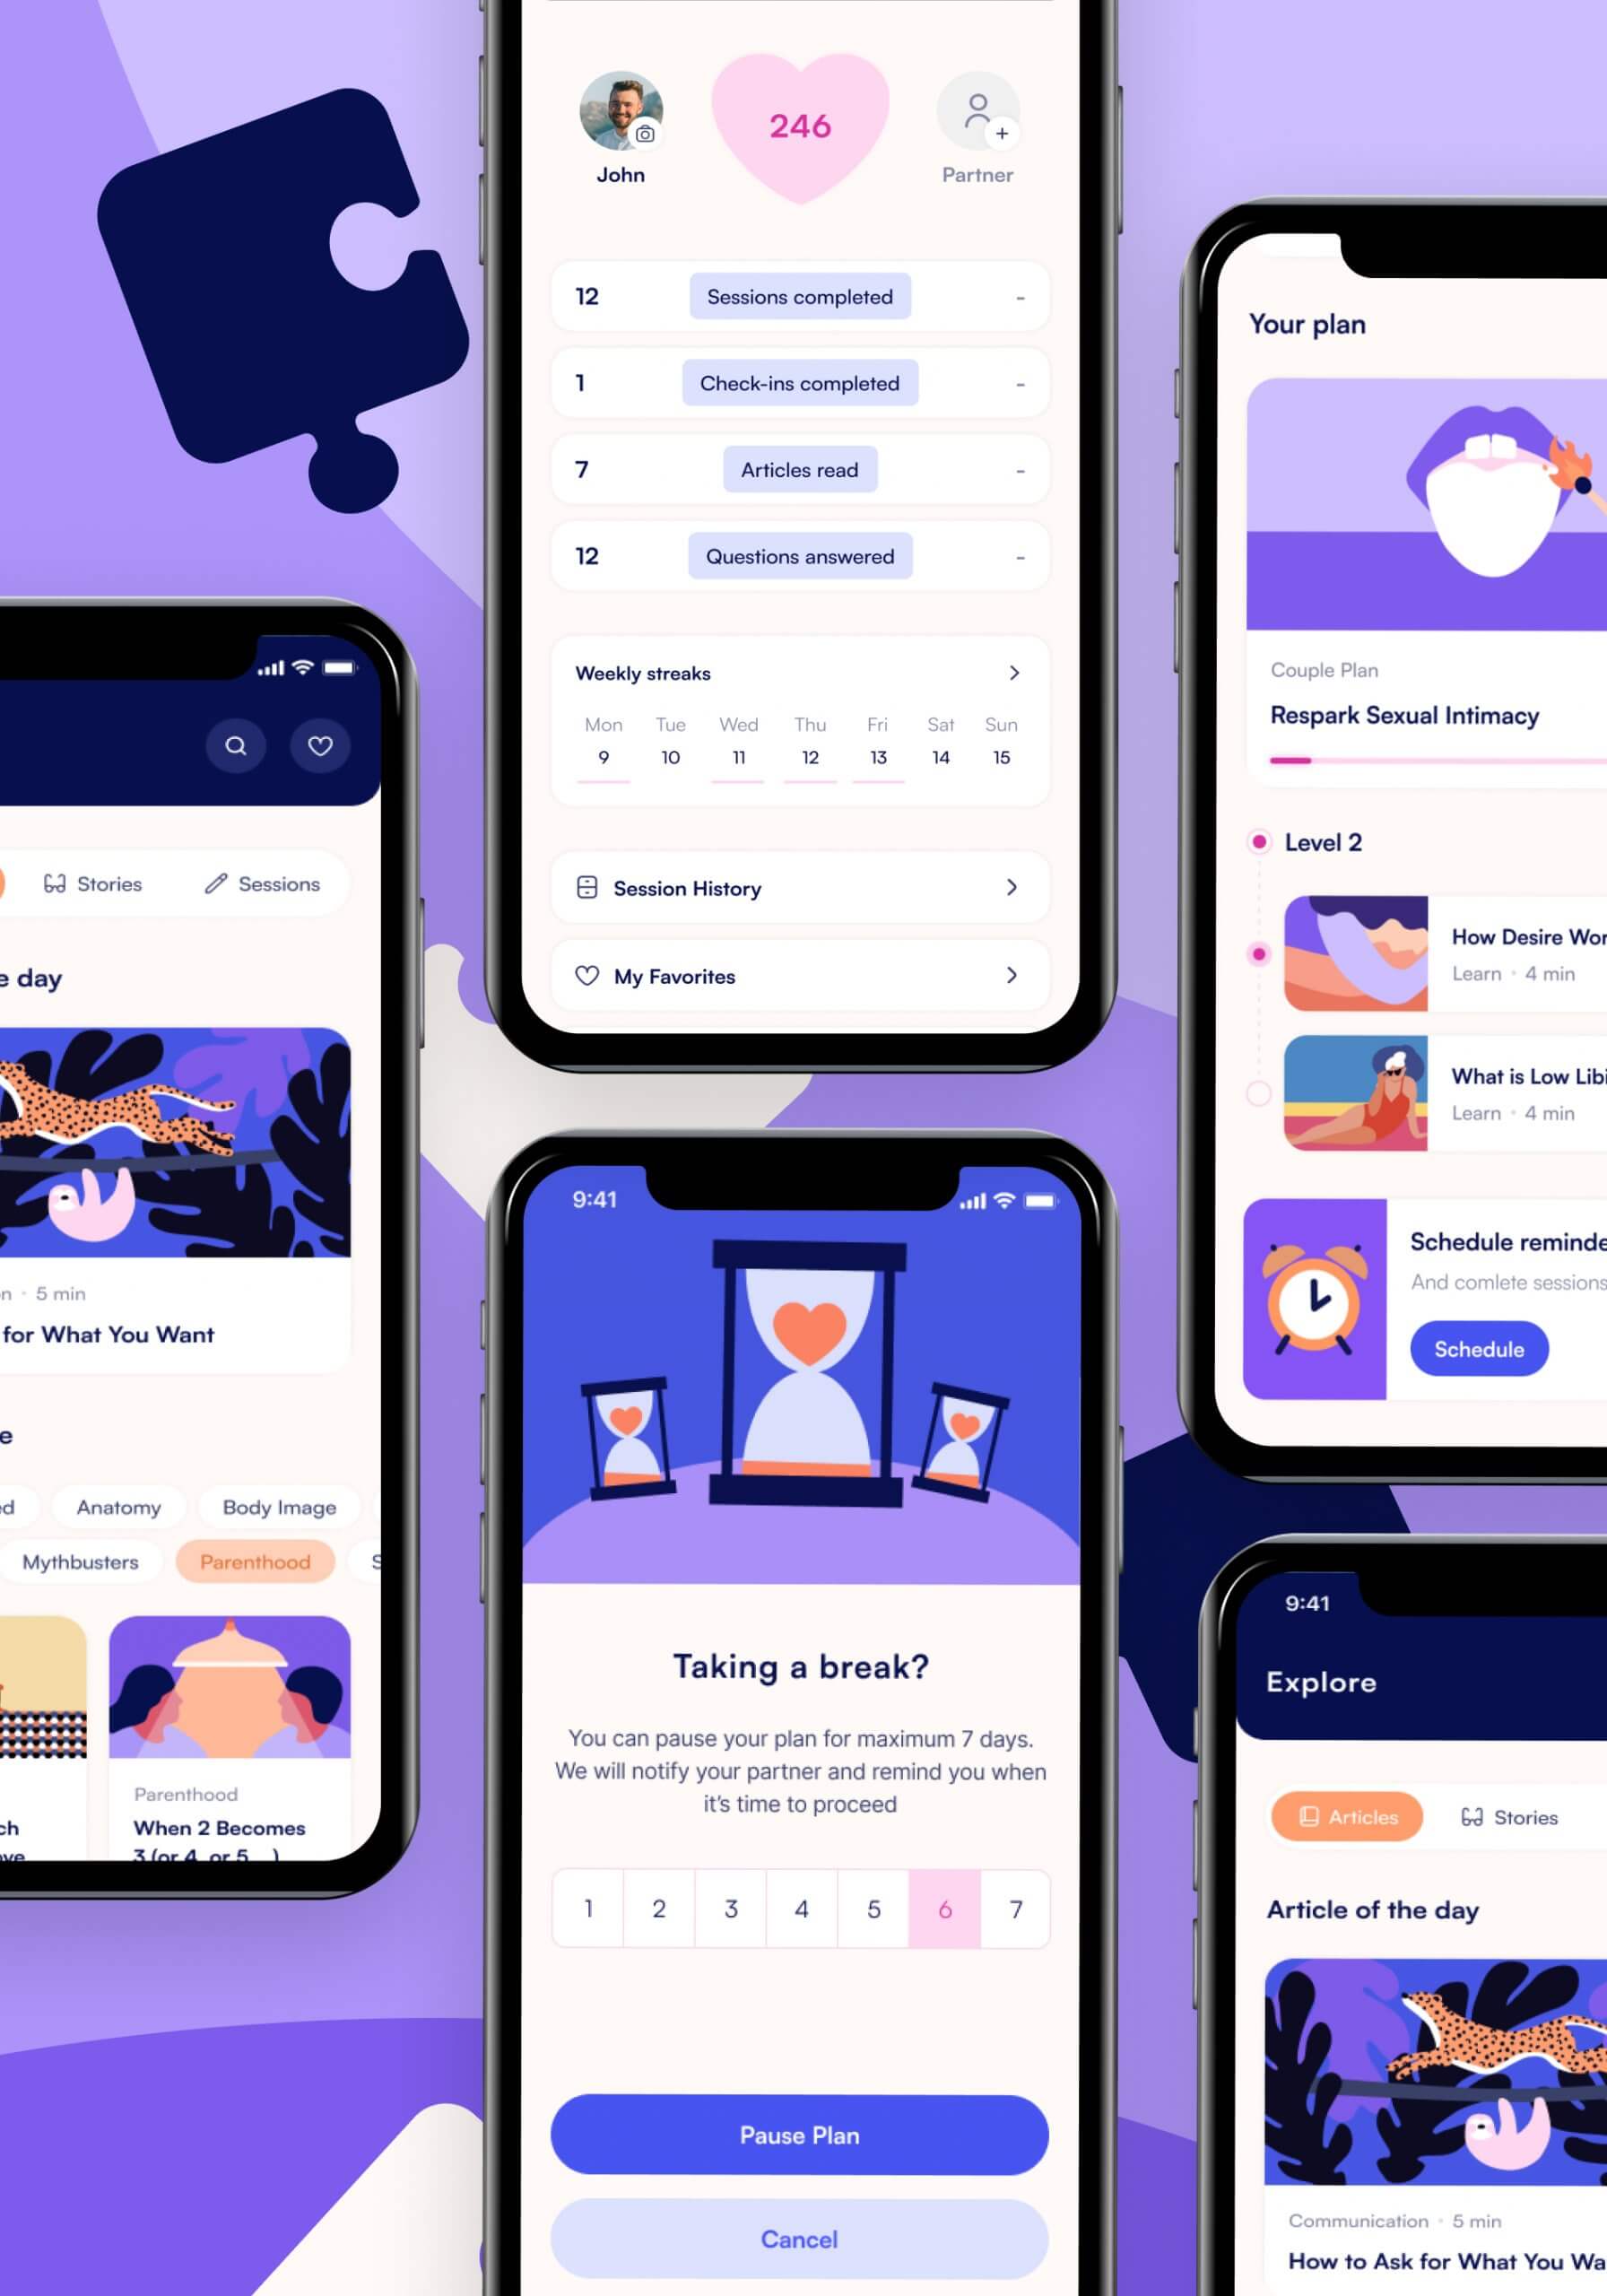 246
John
Partner
12 Sessions completed -
1 Check-ins completed -
7 Articles read -
12 Questions answered -
Weekly streaks
Mon Tue Wed Thu Fri Sat Sun
9 10 11 12 13 14 15
Session History
My Favorites
Your plan
Couple Plan
Respark Sexual Intimacy
Level 2
How Desire
Learn • 4 min
What is Low
Learn • 4 min
Schedule
And comlete sessions
Schedule
Stories Sessions
day
5 min
for What You Want
Anatomy Body Image
Mythbusters Parenthood
Parenthood
When 2 Becomes
3 (or 4, or 5...)
9:41
Taking a break?
You can pause your plan for maximum 7 days.
We will notify your partner and remind you when
it's time to proceed
1 2 3 4 5 6 7
Pause Plan
Cancel
9:41
Explore
Articles Stories
Article of the day
Communication • 5 min
How to Ask for What You